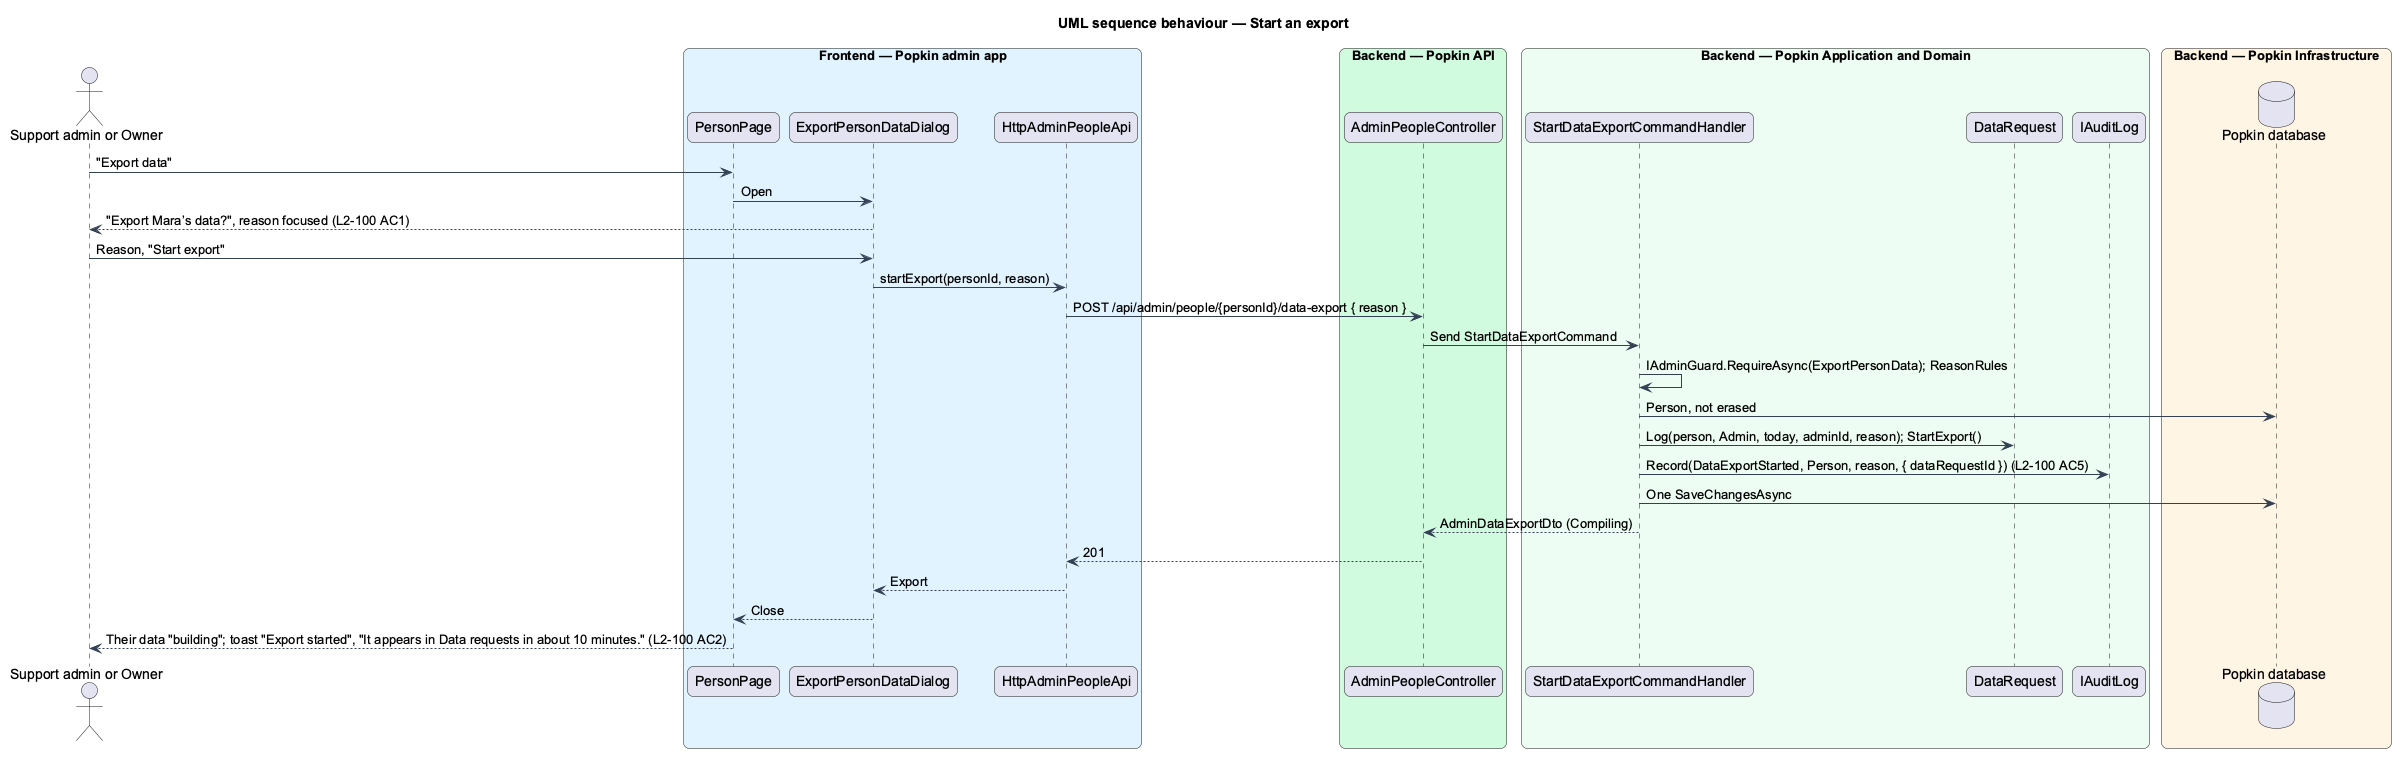 UML sequence behaviour — Start an export
Frontend — Popkin admin app
Backend — Popkin API
Backend — Popkin Application and Domain
Backend — Popkin Infrastructure
Support admin or Owner
PersonPage
ExportPersonDataDialog
HttpAdminPeopleApi
AdminPeopleController
StartDataExportCommandHandler
DataRequest
IAuditLog
Popkin database
"Export data"
Open
"Export Mara's data?", reason focused (L2-100 AC1)
Reason, "Start export"
startExport(personId, reason)
POST /api/admin/people/{personId}/data-export { reason }
Send StartDataExportCommand
IAdminGuard.RequireAsync(ExportPersonData); ReasonRules
Person, not erased
Log(person, Admin, today, adminId, reason); StartExport()
Record(DataExportStarted, Person, reason, { dataRequestId }) (L2-100 AC5)
One SaveChangesAsync
AdminDataExportDto (Compiling)
201
Export
Close
Their data "building"; toast "Export started", "It appears in Data requests in about 10 minutes." (L2-100 AC2)
Support admin or Owner
PersonPage
ExportPersonDataDialog
HttpAdminPeopleApi
AdminPeopleController
StartDataExportCommandHandler
DataRequest
IAuditLog
Popkin database